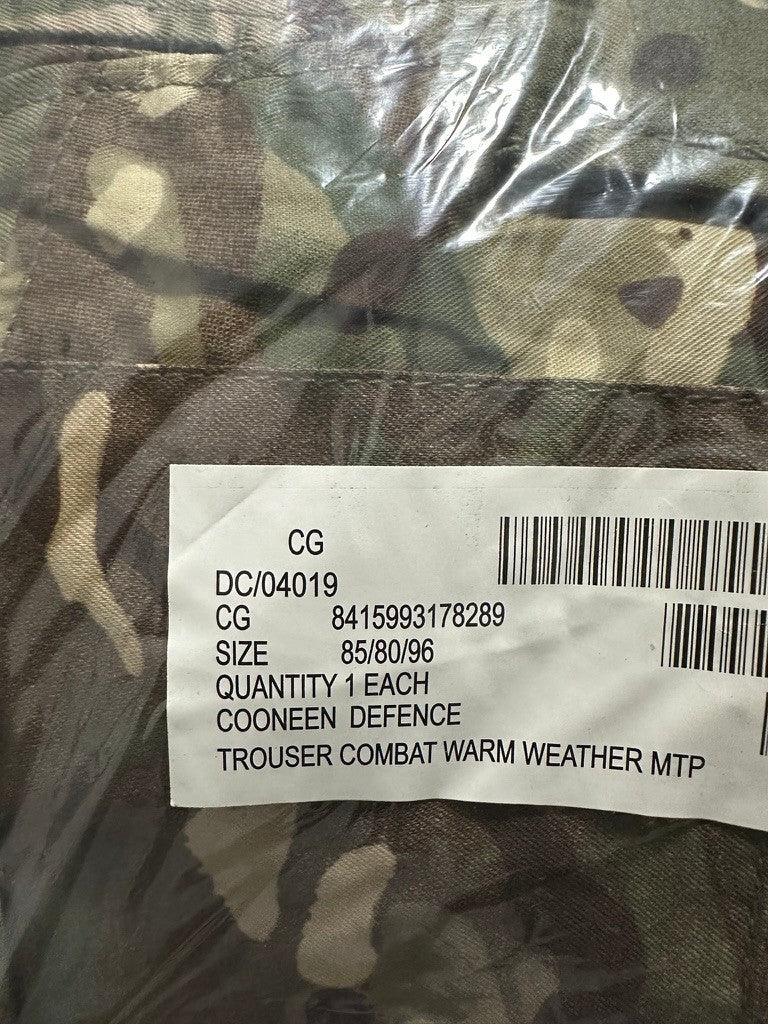 CG
DC/04019
CG 8415993178289
SIZE 85/80/96
QUANTITY 1 EACH
COONEEN DEFENCE
TROUSER COMBAT WARM WEATHER MTP